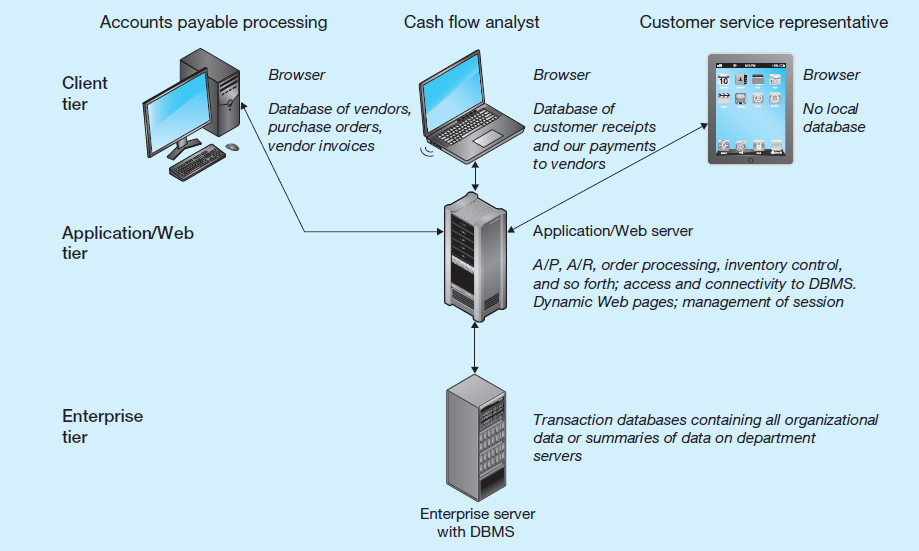 Accounts payable processing
Cash flow analyst
Customer service representative
Client
tier
Browser
Database of vendors,
purchase orders,
vendor invoices
Browser
Database of
customer receipts
and our payments
to vendors
Browser
No local
database
Application/Web
tier
Application/Web server
A/P, A/R, order processing, inventory control,
and so forth; access and connectivity to DBMS.
Dynamic Web pages; management of session
Enterprise
tier
Transaction databases containing all organizational
data or summaries of data on department
servers
Enterprise server
with DBMS